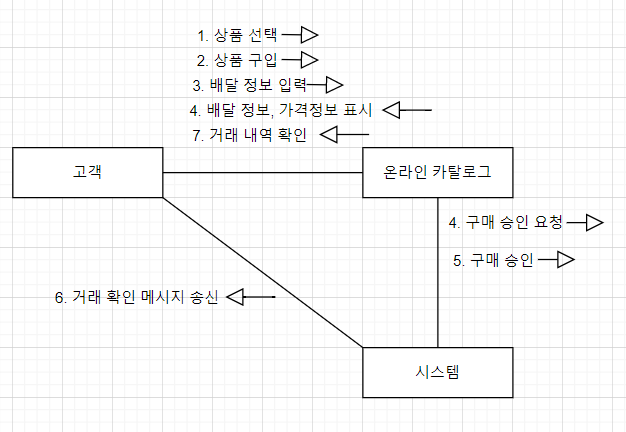 1. 상품 선택
2. 상품 구입
3. 배달 정보 입력
4. 배달 정보, 가격정보 표시
7. 거래 내역 확인
고객
온라인 카탈로그
4. 구매 승인 요청
5. 구매 승인
6. 거래 확인 메시지 송신
시스템